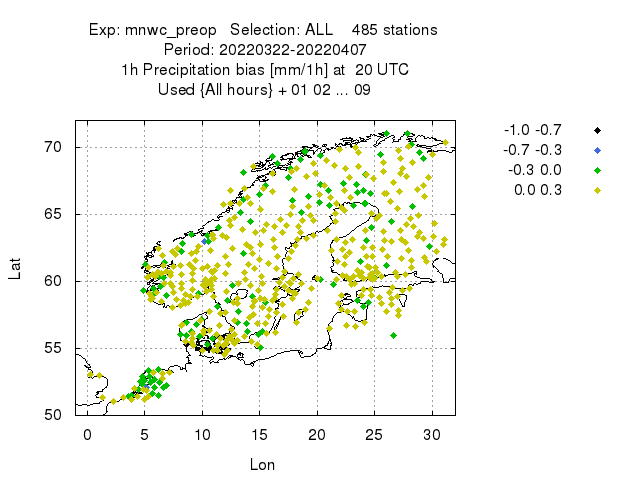 Exp: mnwc_preop   Selection: ALL    485 stations
Period: 20220322-20220407
1h Precipitation bias [mm/1h] at  20 UTC
Used {All hours} + 01 02 ... 09
-1.0 -0.7
-0.7 -0.3
-0.3 0.0
0.0 0.3
70
65
60
55
50
Lat
0 5 10 15 20 25 30
Lon